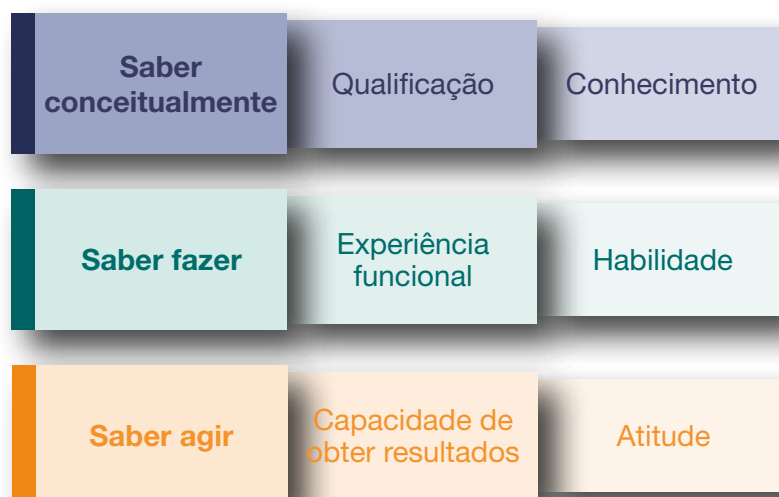 Saber
conceitualmente
Qualificação
Conhecimento
Saber fazer
Experiência
funcional
Habilidade
Saber agir
Capacidade de
obter resultados
Atitude